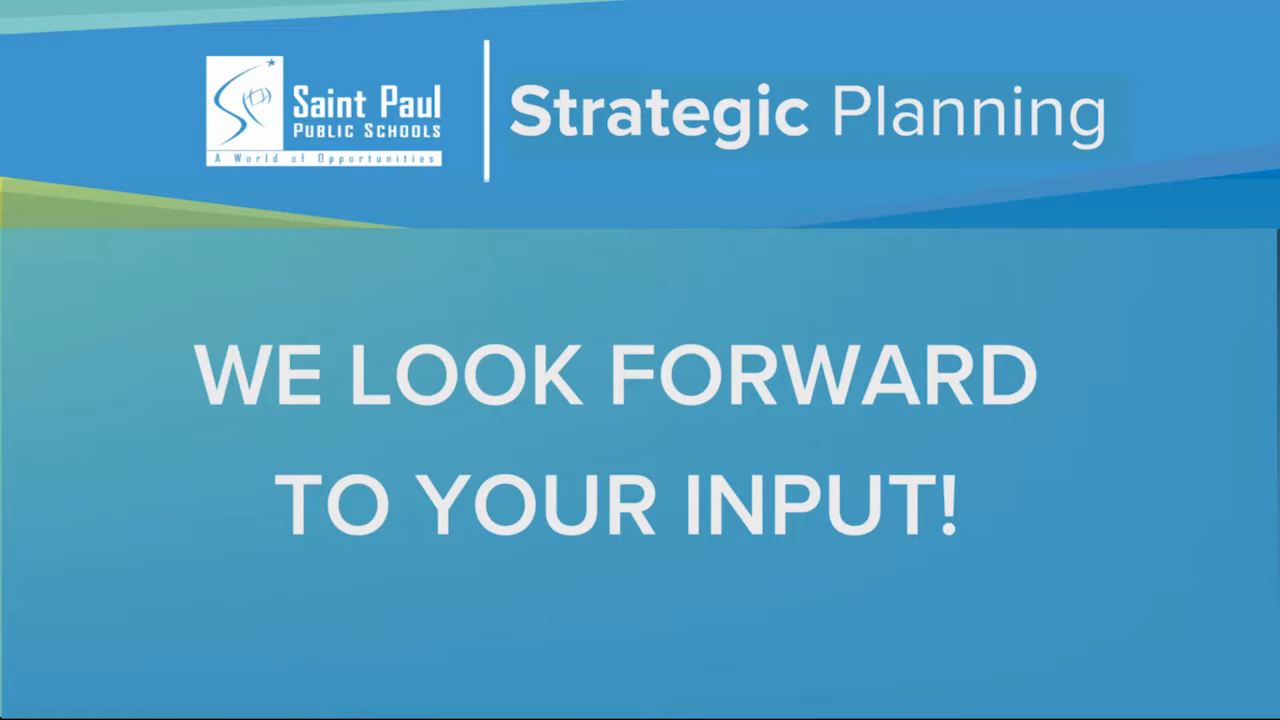 Saint Paul
Public Schools
A World of Opportunities
Strategic Planning
WE LOOK FORWARD
TO YOUR INPUT!